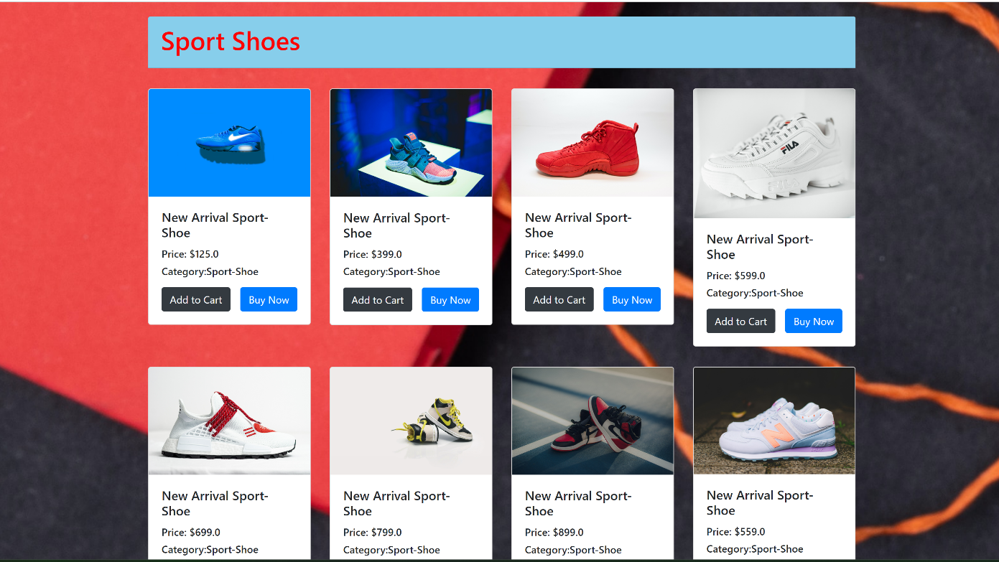 Sport Shoes
New Arrival Sport-
Shoe
Price: $125.0
Category:Sport-Shoe
Add to Cart
Buy Now
New Arrival Sport-
Shoe
Price: $399.0
Category:Sport-Shoe
Add to Cart
Buy Now
New Arrival Sport-
Shoe
Price: $499.0
Category:Sport-Shoe
Add to Cart
Buy Now
FILA
FILA
New Arrival Sport-
Shoe
Price: $599.0
Category:Sport-Shoe
Add to Cart
Buy Now
New Arrival Sport-
Shoe
Price: $699.0
Category:Sport-Shoe
New Arrival Sport-
Shoe
Price: $799.0
Category:Sport-Shoe
New Arrival Sport-
Shoe
Price: $899.0
Category:Sport-Shoe
N
New Arrival Sport-
Shoe
Price: $559.0
Category:Sport-Shoe